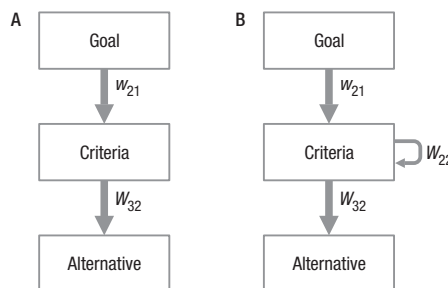 A
Goal
w21
Criteria
W32
Alternative
B
Goal
w21
Criteria
W22
W32
Alternative